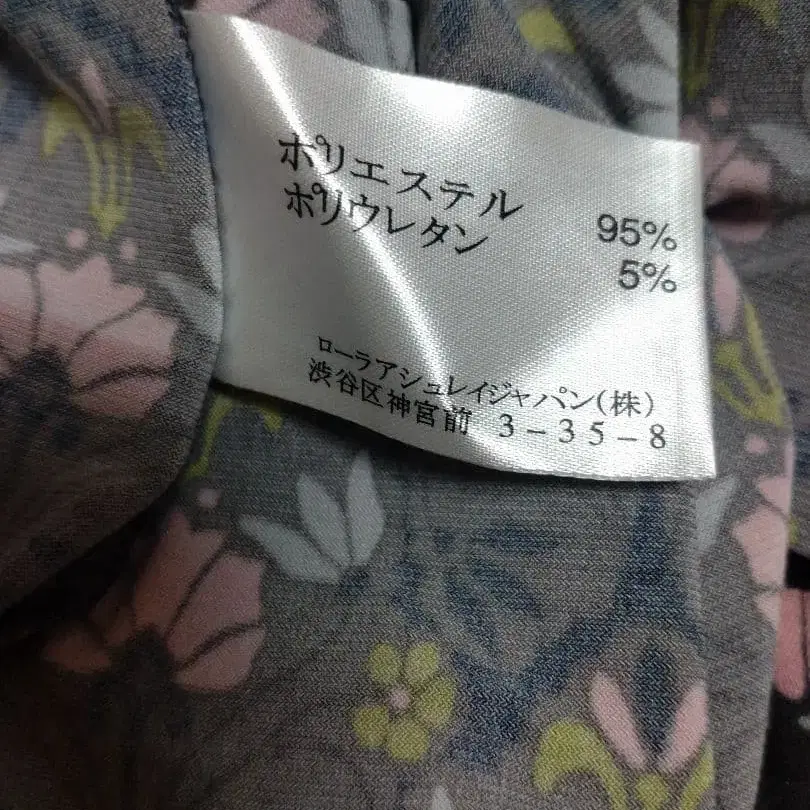 ポリエステル 95%
ポリウレタン 5%
ローラアシュレイジャパン(株)
渋谷区神宮前 3-35-8